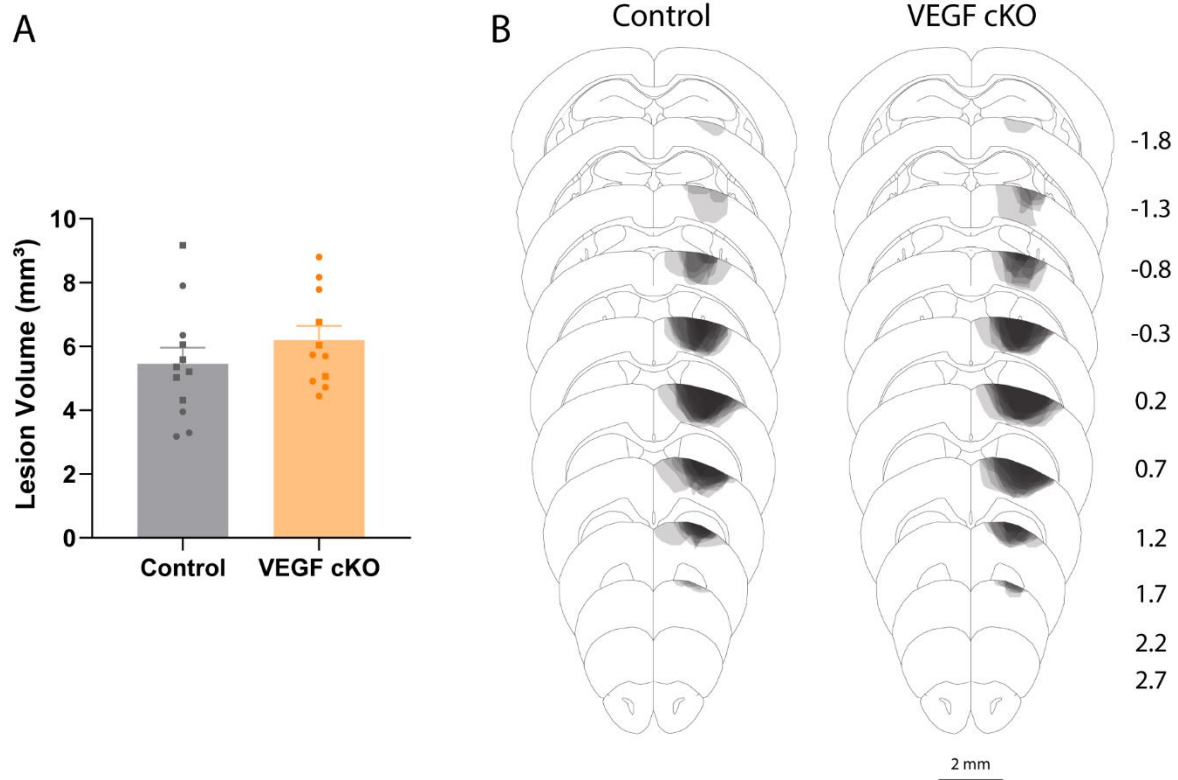 A
Lesion Volume (mm³)
10
8
6
4
2
0
Control
VEGF cKO
B
Control
VEGF cKO
-1.8
-1.3
-0.8
-0.3
0.2
0.7
1.2
1.7
2.2
2.7
2 mm